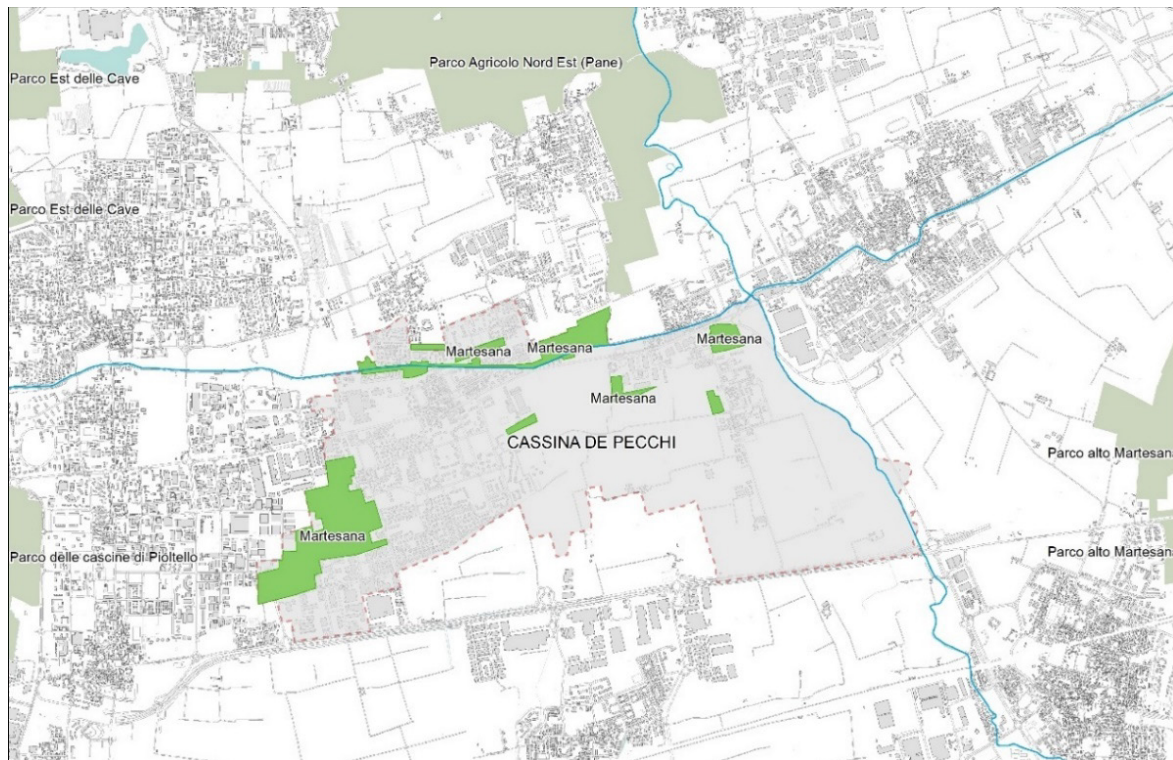 Parco Agricolo Nord Est (Pane)
Parco Est delle Cave
Parco Est delle Cave
Martesana
Martesana
Martesana
Martesana
CASSINA DE PECCHI
Parco alto Martesana
Martesana
Parco delle cascine di Pioltello
Parco alto Martesana